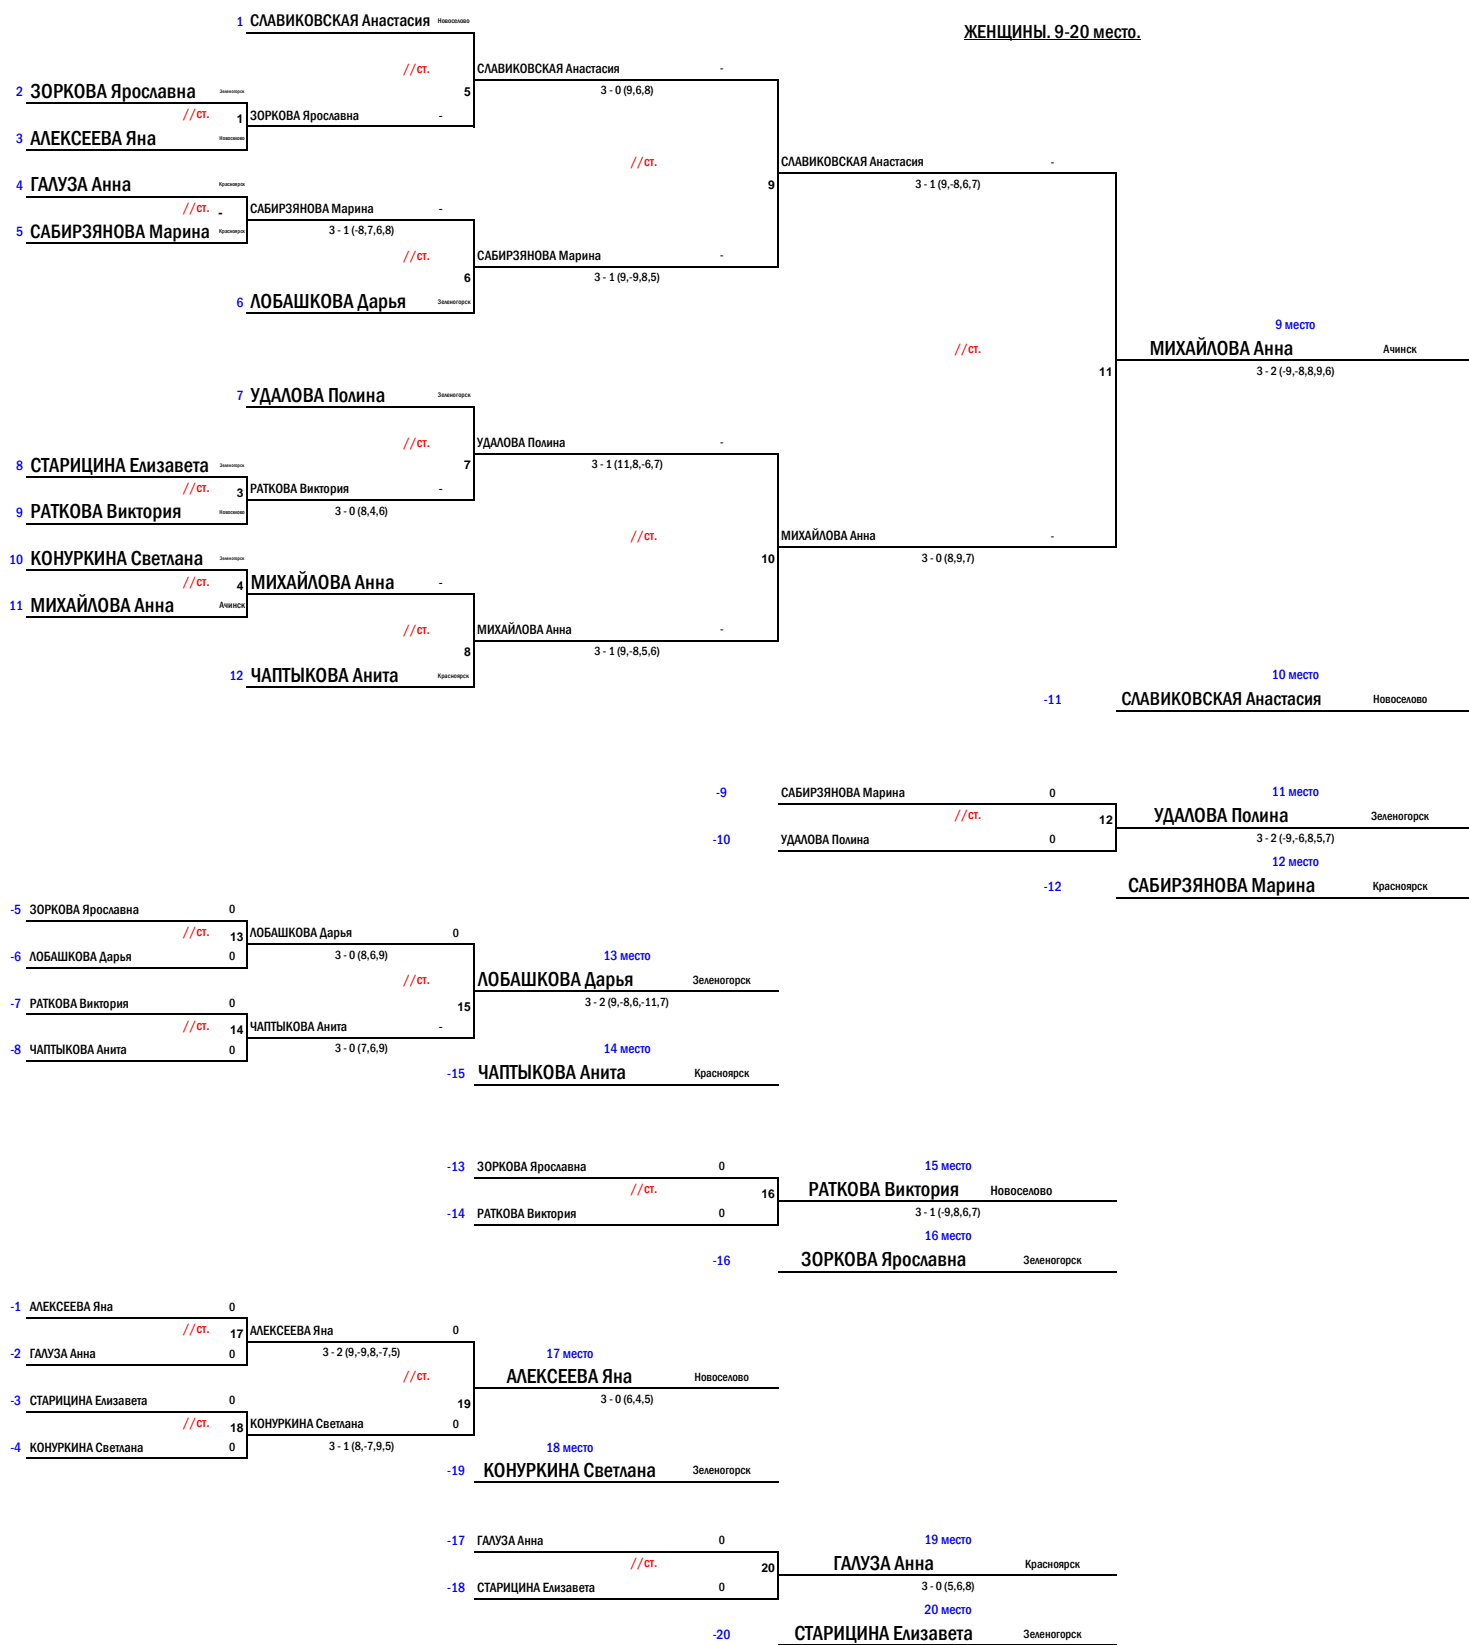 1 СЛАВИКОВСКАЯ Анастасия Новоселово
ЖЕНЩИНЫ. 9-20 место.
//ст. СЛАВИКОВСКАЯ Анастасия -
2 ЗОРКОВА Ярославна Зеленогорск 5 3 - 0 (9,6,8)
//ст. 1 ЗОРКОВА Ярославна -
3 АЛЕКСЕЕВА Яна Новоселово
//ст. СЛАВИКОВСКАЯ Анастасия -
4 ГАЛУЗА Анна Красноярск 9 3 - 1 (9,-8,6,7)
//ст. - САБИРЗЯНОВА Марина -
5 САБИРЗЯНОВА Марина Красноярск 3 - 1 (-8,7,6,8)
//ст. САБИРЗЯНОВА Марина -
6 3 - 1 (9,-9,8,5)
6 ЛОБАШКОВА Дарья Зеленогорск
9 место
//ст. МИХАЙЛОВА Анна Ачинск
11 3 - 2 (-9,-8,8,9,6)
7 УДАЛОВА Полина Зеленогорск
//ст. УДАЛОВА Полина -
8 СТАРИЦИНА Елизавета Зеленогорск 7 3 - 1 (11,8,-6,7)
//ст. 3 РАТКОВА Виктория -
9 РАТКОВА Виктория Новоселово 3 - 0 (8,4,6)
//ст. МИХАЙЛОВА Анна -
10 КОНУРКИНА Светлана Зеленогорск 10 3 - 0 (8,9,7)
//ст. 4 МИХАЙЛОВА Анна -
11 МИХАЙЛОВА Анна Ачинск
//ст. МИХАЙЛОВА Анна -
8 3 - 1 (9,-8,5,6)
12 ЧАПТЫКОВА Анита Красноярск
10 место
-11 СЛАВИКОВСКАЯ Анастасия Новоселово
-9 САБИРЗЯНОВА Марина 0 11 место
//ст. 12 УДАЛОВА Полина Зеленогорск
-10 УДАЛОВА Полина 0 3 - 2 (-9,-6,8,5,7)
12 место
-12 САБИРЗЯНОВА Марина Красноярск
-5 ЗОРКОВА Ярославна 0
//ст. 13 ЛОБАШКОВА Дарья 0
-6 ЛОБАШКОВА Дарья 0 3 - 0 (8,6,9) 13 место
//ст. ЛОБАШКОВА Дарья Зеленогорск
-7 РАТКОВА Виктория 0 15 3 - 2 (9,-8,6,-11,7)
//ст. 14 ЧАПТЫКОВА Анита -
-8 ЧАПТЫКОВА Анита 0 3 - 0 (7,6,9) 14 место
-15 ЧАПТЫКОВА Анита Красноярск
-13 ЗОРКОВА Ярославна 0 15 место
//ст. 16 РАТКОВА Виктория Новоселово
-14 РАТКОВА Виктория 0 3 - 1 (-9,8,6,7)
16 место
-16 ЗОРКОВА Ярославна Зеленогорск
-1 АЛЕКСЕЕВА Яна 0
//ст. 17 АЛЕКСЕЕВА Яна 0
-2 ГАЛУЗА Анна 0 3 - 2 (9,-9,8,-7,5) 17 место
//ст. АЛЕКСЕЕВА Яна Новоселово
-3 СТАРИЦИНА Елизавета 0 19 3 - 0 (6,4,5)
//ст. 18 КОНУРКИНА Светлана 0
-4 КОНУРКИНА Светлана 0 3 - 1 (8,-7,9,5) 18 место
-19 КОНУРКИНА Светлана Зеленогорск
-17 ГАЛУЗА Анна 0 19 место
//ст. 20 ГАЛУЗА Анна Красноярск
-18 СТАРИЦИНА Елизавета 0 3 - 0 (5,6,8)
20 место
-20 СТАРИЦИНА Елизавета Зеленогорск